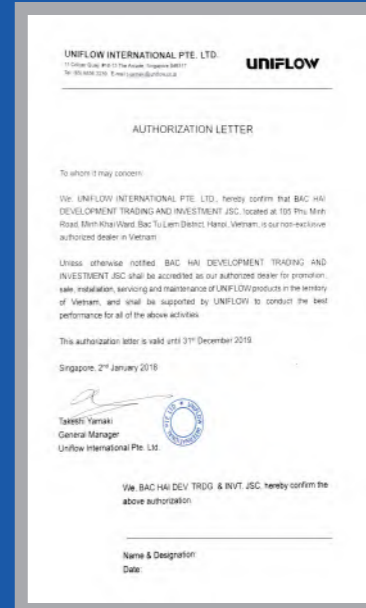 UNIFLOW INTERNATIONAL PTE. LTD.
UNIFLOW
AUTHORIZATION LETTER
To whom it may concern
We, UNIFLOW INTERNATIONAL PTE. LTD., hereby confirm that BAC HAI
DEVELOPMENT TRADING AND INVESTMENT JSC, located at 105 Phu Minh
Road, Minh Khai Ward, Bac Tu Liem District, Hanoi, Vietnam, is our non-exclusive
authorized dealer in Vietnam
Unless otherwise notified, BAC HAI DEVELOPMENT TRADING AND
INVESTMENT JSC shall be accredited as our authorized dealer for promotion,
sale, installation, servicing and maintenance of UNIFLOW products in the territory
of Vietnam, and shall be supported by UNIFLOW to conduct the best
performance for all of the above activities.
This authorization letter is valid until 31st December 2019.
Singapore, 2nd January 2018
Takeshi Yamaki
General Manager
Uniflow International Pte. Ltd.
We, BAC HAI DEV. TRDG. & INVT. JSC, hereby confirm the
above authorization
Name & Designation:
Date: